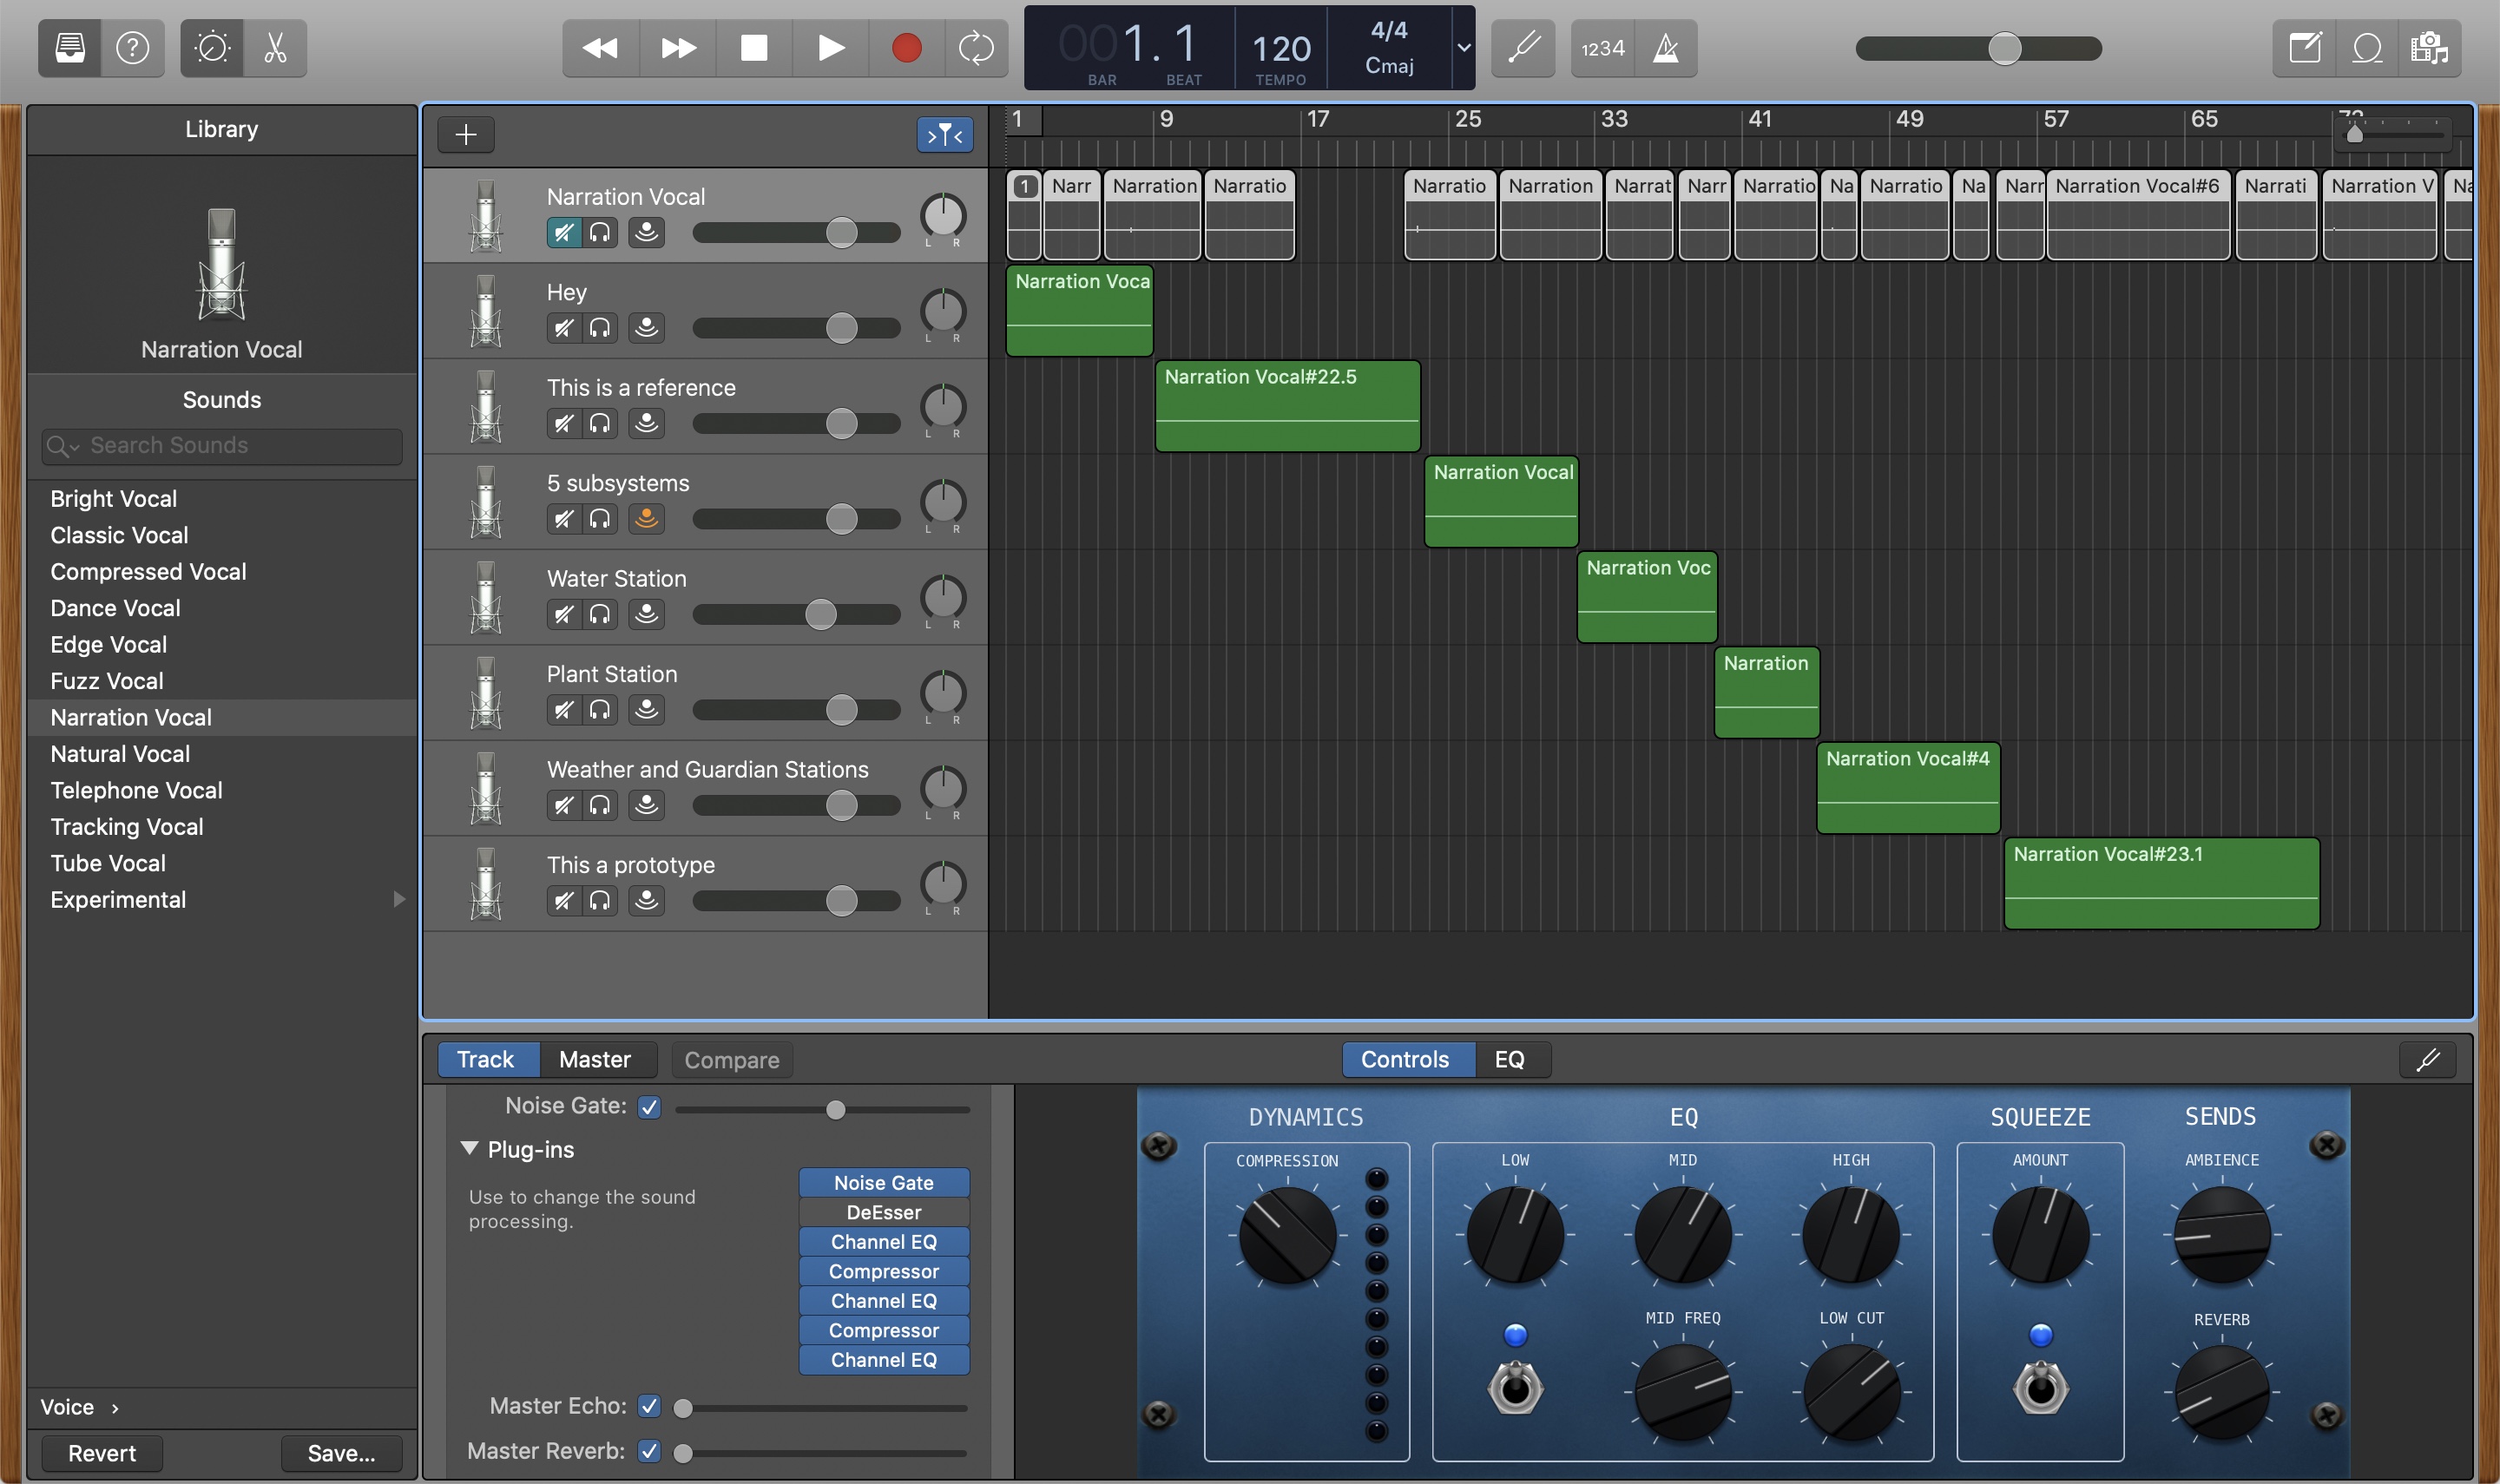 001. 1
BAR
BEAT
120
TEMPO
4/4
Cmaj
1234
Library
Narration Vocal
Sounds
Search Sounds
Bright Vocal
Classic Vocal
Compressed Vocal
Dance Vocal
Edge Vocal
Fuzz Vocal
Narration Vocal
Natural Vocal
Telephone Vocal
Tracking Vocal
Tube Vocal
Experimental
Voice
Revert
Save...
1 9 17 25 33 41 49 57 65
Narration Vocal
L R
1 Narr Narration Narratio Narratio Narration Narrat Narr Narratio Na Narratio Na Narr Narration Vocal#6 Narrati Narration V Na
Hey
L R
Narration Voca
This is a reference
L R
Narration Vocal#22.5
5 subsystems
L R
Narration Vocal
Water Station
L R
Narration Voc
Plant Station
L R
Narration
Weather and Guardian Stations
L R
Narration Vocal#4
This a prototype
L R
Narration Vocal#23.1
Track
Master
Compare
Controls
EQ
Noise Gate:
Plug-ins
Use to change the sound
processing.
Noise Gate
DeEsser
Channel EQ
Compressor
Channel EQ
Compressor
Channel EQ
Master Echo:
Master Reverb:
DYNAMICS
COMPRESSION
EQ
LOW
MID
HIGH
MID FREQ
LOW CUT
SQUEEZE
AMOUNT
SENDS
AMBIENCE
REVERB